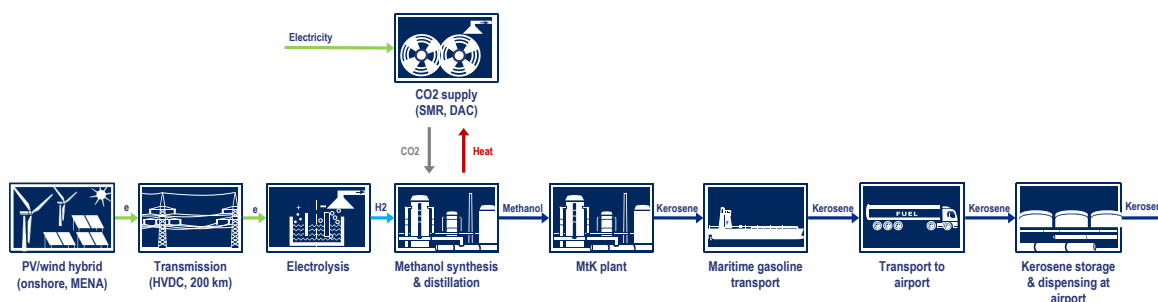 Electricity
CO2 supply
(SMR, DAC)
CO2
Heat
e
e
H2
Methanol
Kerosene
Kerosene
Kerosene
Kerosen
FUEL
PV/wind hybrid
(onshore, MENA)
Transmission
(HVDC, 200 km)
Electrolysis
Methanol synthesis
& distillation
MtK plant
Maritime gasoline
transport
Transport to
airport
Kerosene storage
& dispensing at
airport